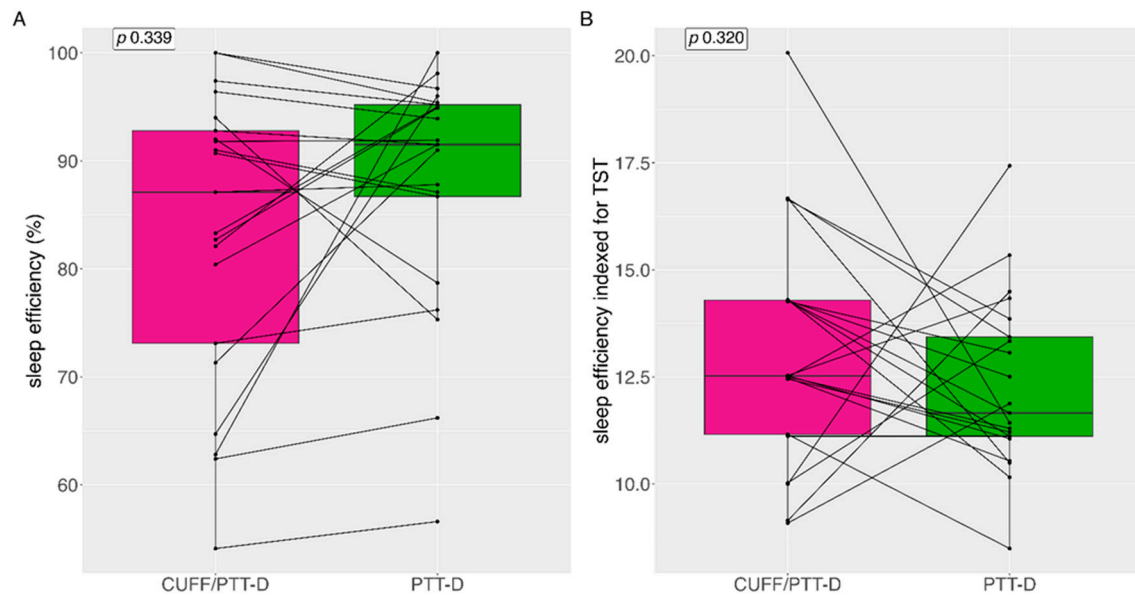 A
p 0.339
sleep efficiency (%)
100
90
80
70
60
CUFF/PTT-D PTT-D
B
p 0.320
sleep efficiency indexed for TST
20.0
17.5
15.0
12.5
10.0
CUFF/PTT-D PTT-D